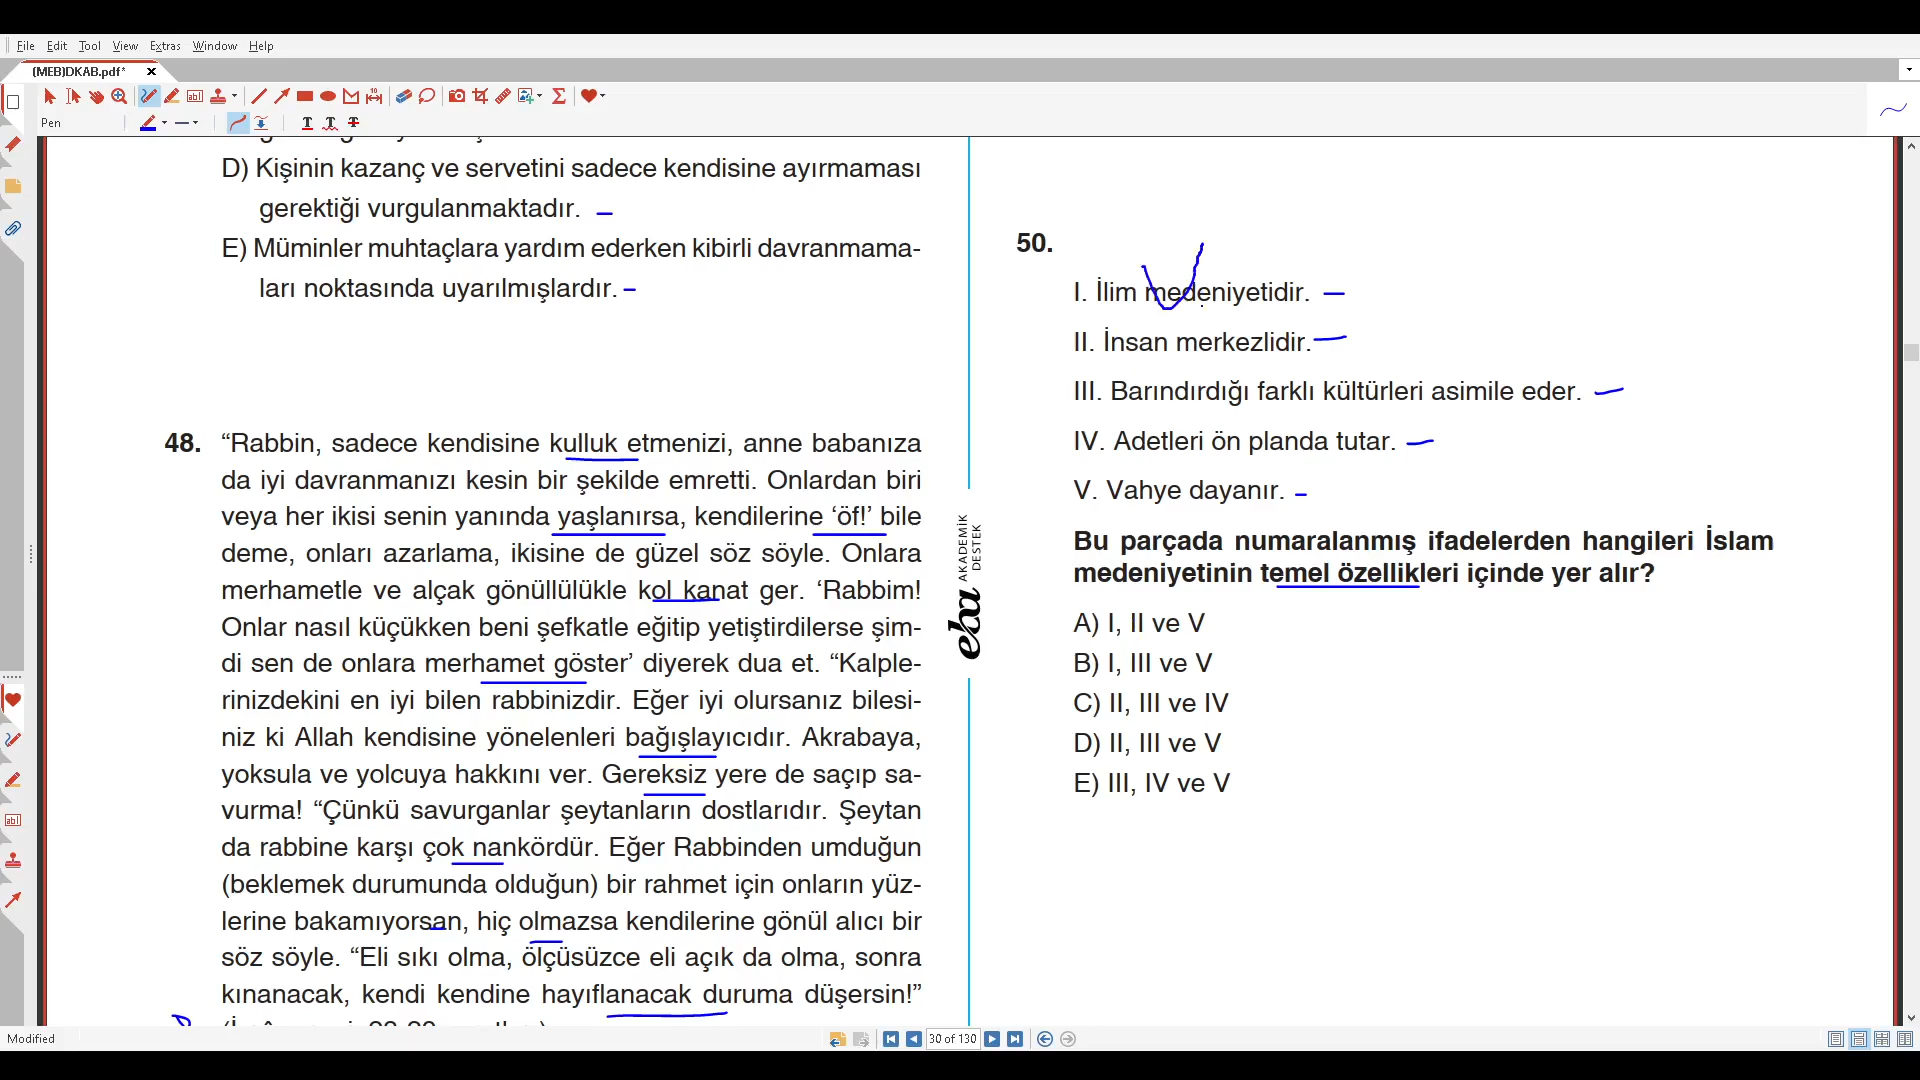 File Edit Tool View Extras Window Help
(MEB)DKAB.pdf*
Pen
D) Kişinin kazanç ve servetini sadece kendisine ayırmaması
gerektiği vurgulanmaktadır.
E) Müminler muhtaçlara yardım ederken kibirli davranmama-
ları noktasında uyarılmışlardır.
48. “Rabbin, sadece kendisine kulluk etmenizi, anne babanıza
da iyi davranmanızı kesin bir şekilde emretti. Onlardan biri
veya her ikisi senin yanında yaşlanırsa, kendilerine ‘öf!’ bile
deme, onları azarlama, ikisine de güzel söz söyle. Onlara
merhametle ve alçak gönüllülükle kol kanat ger. ‘Rabbim!
Onlar nasıl küçükken beni şefkatle eğitip yetiştirdilerse şim-
di sen de onlara merhamet göster’ diyerek dua et. “Kalple-
rinizdekini en iyi bilen rabbinizdir. Eğer iyi olursanız bilesi-
niz ki Allah kendisine yönelenleri bağışlayıcıdır. Akrabaya,
yoksula ve yolcuya hakkını ver. Gereksiz yere de saçıp sa-
vurma! “Çünkü savurganlar şeytanların dostlarıdır. Şeytan
da rabbine karşı çok nankördür. Eğer Rabbinden umduğun
(beklemek durumunda olduğun) bir rahmet için onların yüz-
lerine bakamıyorsan, hiç olmazsa kendilerine gönül alıcı bir
söz söyle. “Eli sıkı olma, ölçüsüzce eli açık da olma, sonra
kınanacak, kendi kendine hayıflanacak duruma düşersin!”
eba AKADEMİK
DESTEK
50.
I. İlim medeniyetidir.
II. İnsan merkezlidir.
III. Barındırdığı farklı kültürleri asimile eder.
IV. Adetleri ön planda tutar.
V. Vahye dayanır.
Bu parçada numaralanmış ifadelerden hangileri İslam
medeniyetinin temel özellikleri içinde yer alır?
A) I, II ve V
B) I, III ve V
C) II, III ve IV
D) II, III ve V
E) III, IV ve V
Modified
30 of 130